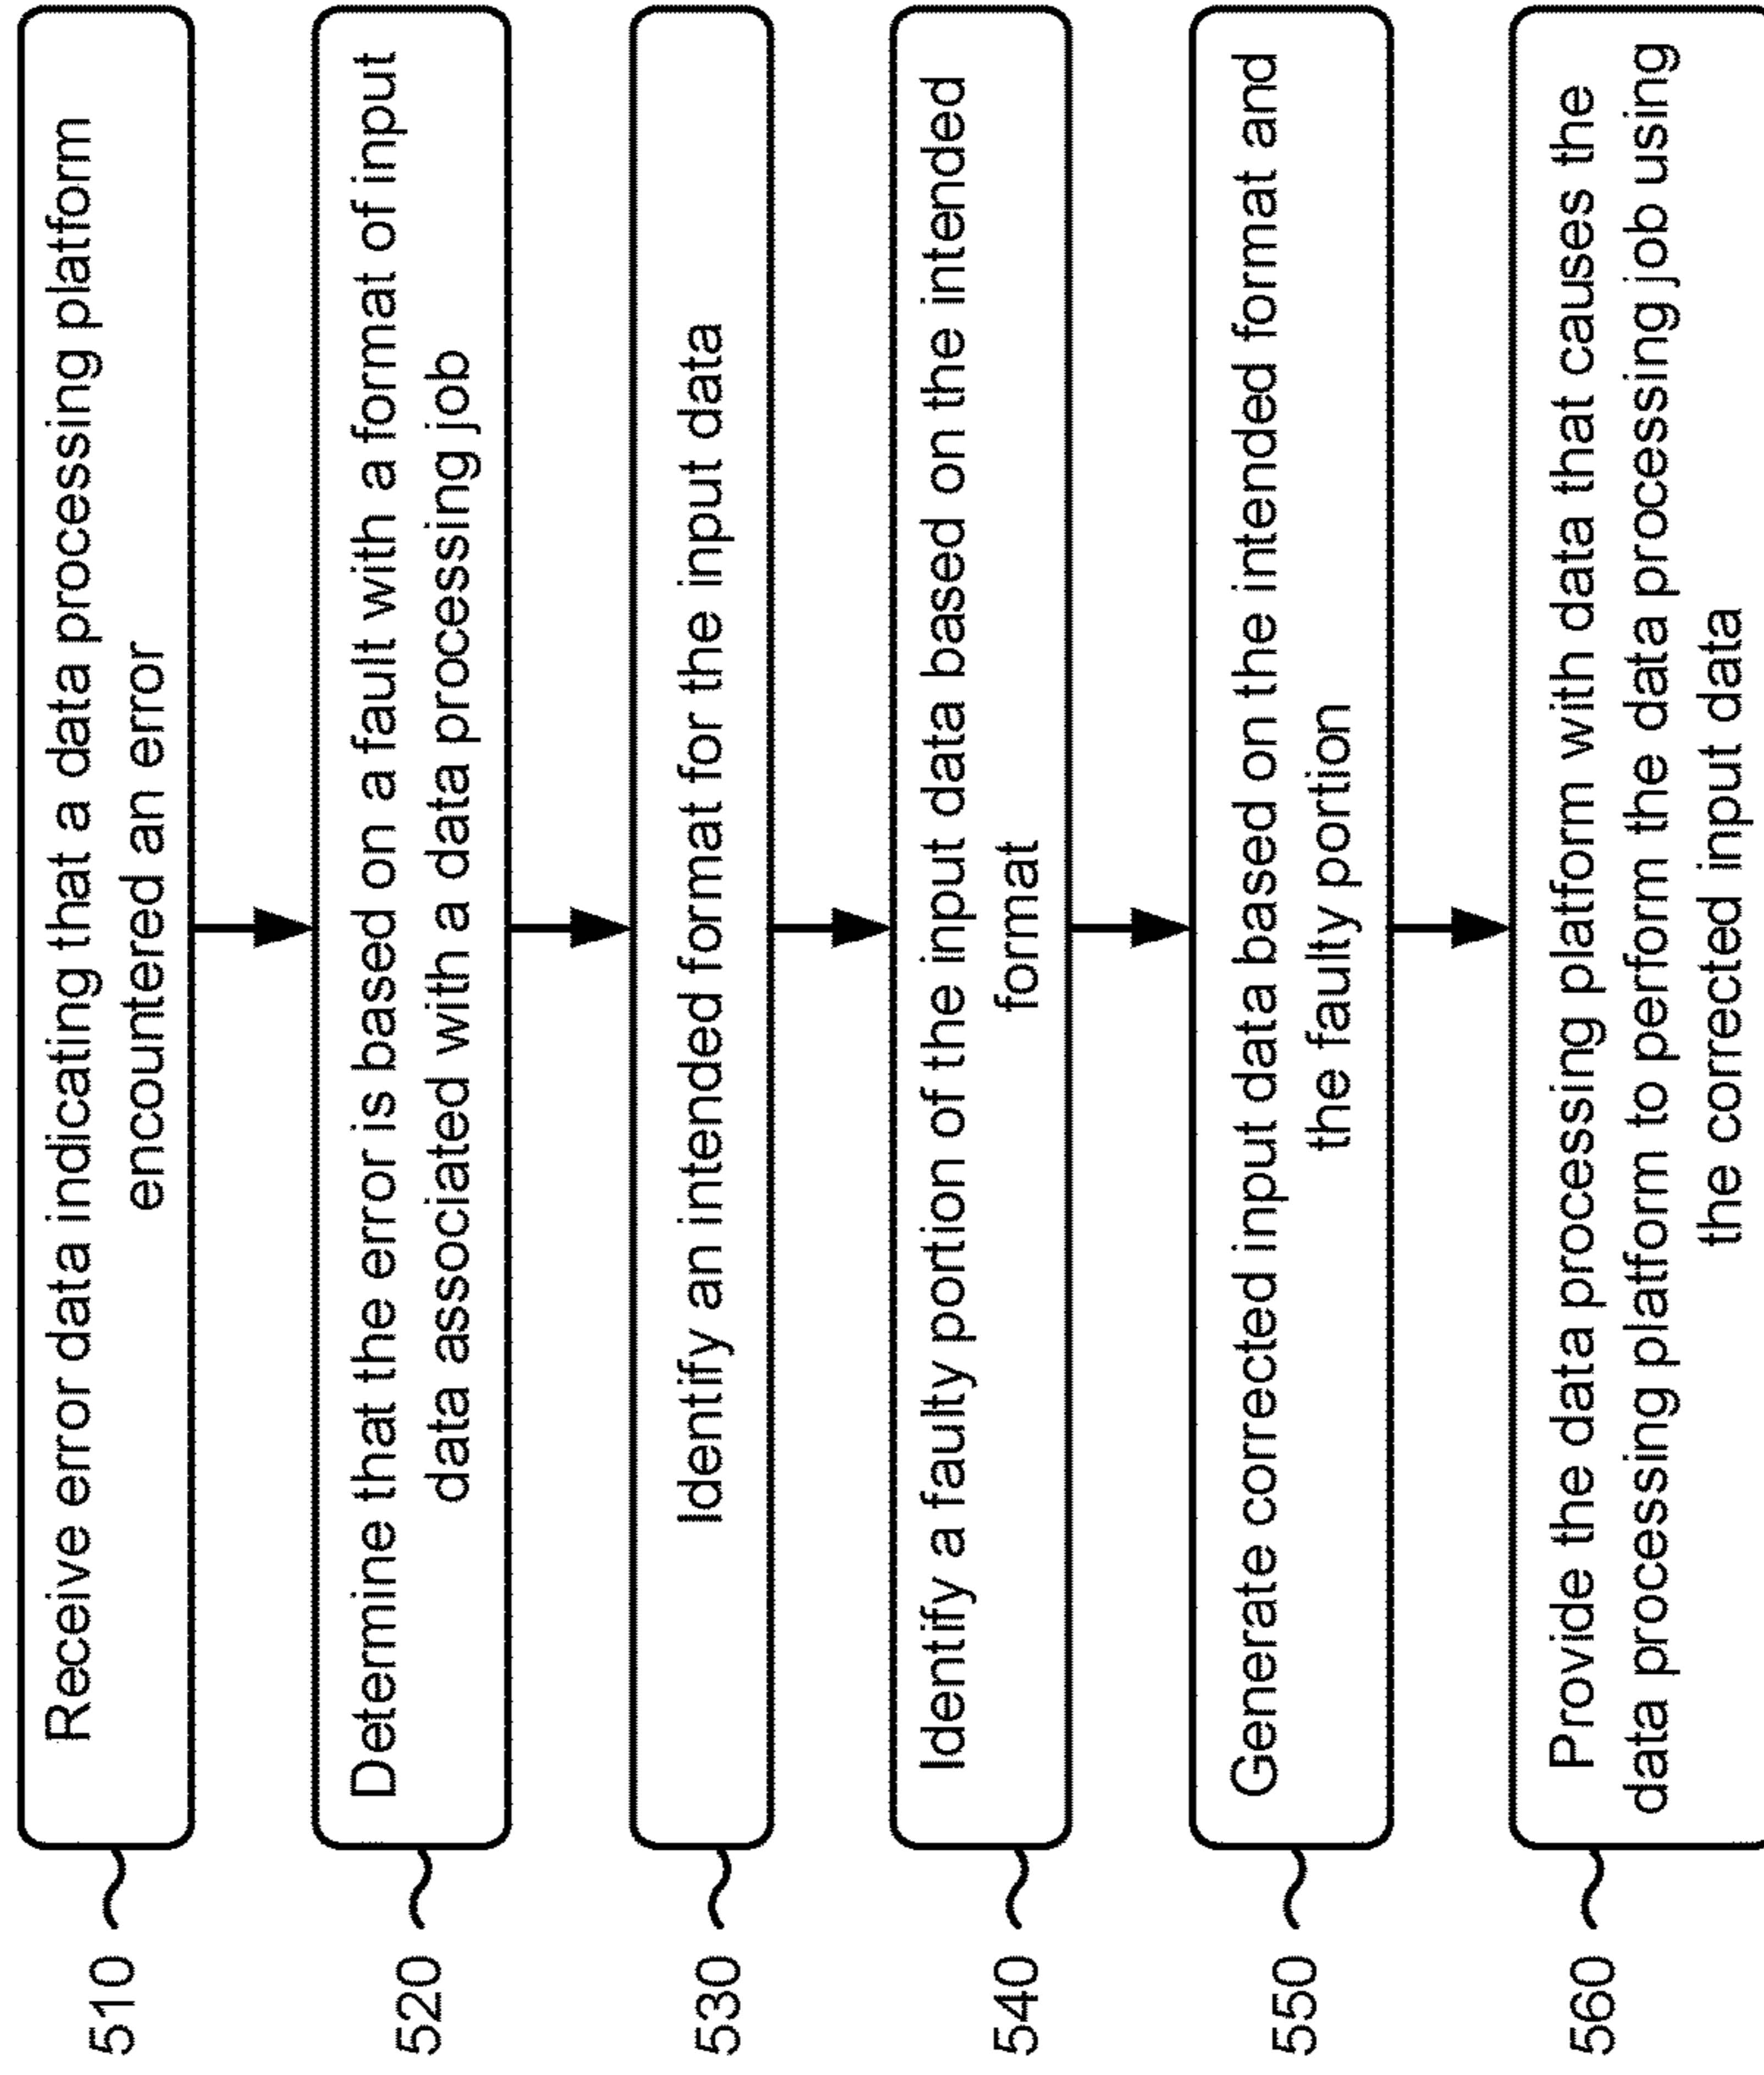 510
Receive error data indicating that a data processing platform
encountered an error
520
Determine that the error is based on a fault with a format of input
data associated with a data processing job
530
Identify an intended format for the input data
540
Identify a faulty portion of the input data based on the intended
format
550
Generate corrected input data based on the intended format and
the faulty portion
560
Provide the data processing platform with data that causes the
data processing platform to perform the data processing job using
the corrected input data